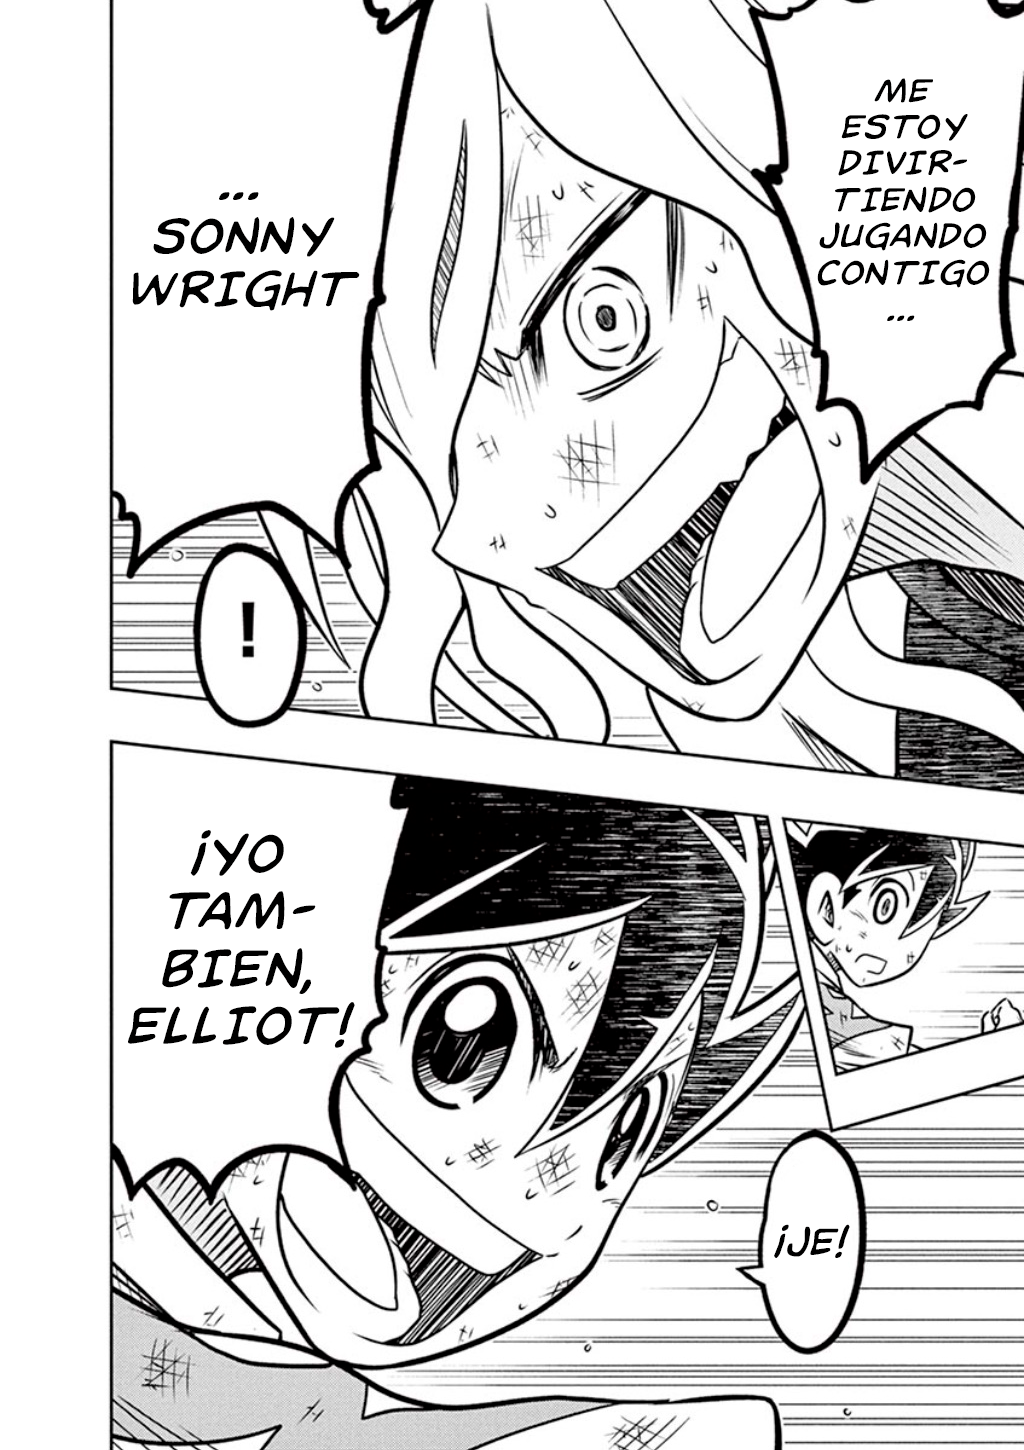 ME
ESTOY
DIVIR-
TIENDO
JUGANDO
CONTIGO
...
...
SONNY
WRIGHT
!
¡YO
TAM-
BIEN,
ELLIOT!
¡JE!